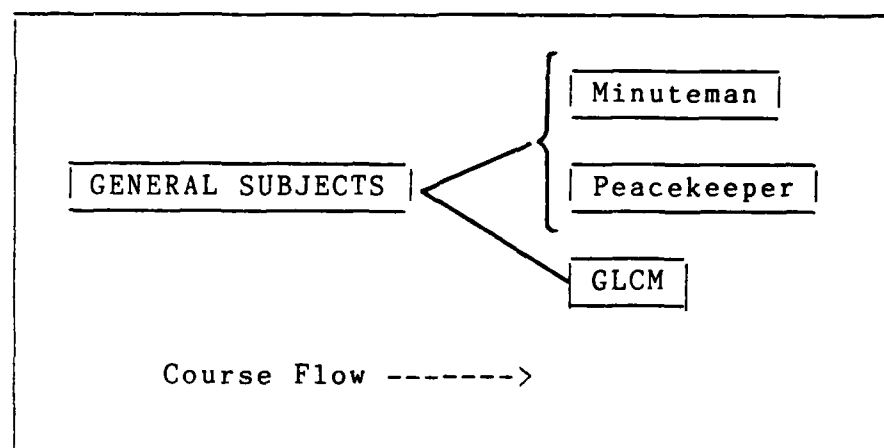 Minuteman
GENERAL SUBJECTS
Peacekeeper
GLCM
Course Flow ------->